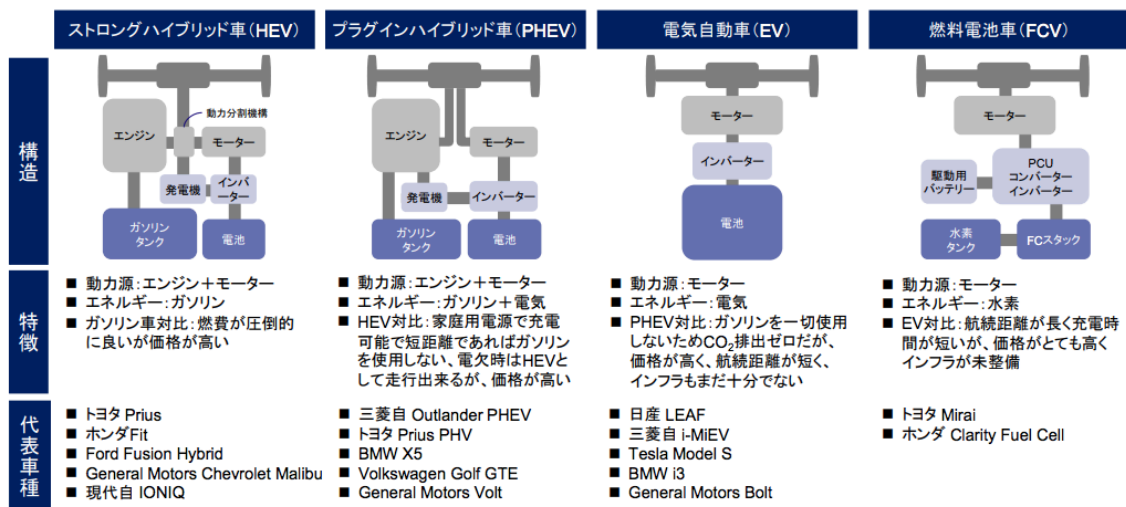 ストロングハイブリッド車(HEV)
プラグインハイブリッド車(PHEV)
電気自動車(EV)
燃料電池車(FCV)
構造
動力分割機構
エンジン
モーター
発電機
インバ
ーター
ガソリン
タンク
電池
エンジン
モーター
発電機
インバーター
ガソリン
タンク
電池
モーター
インバーター
電池
モーター
駆動用
バッテリー
PCU
コンバーター
インバーター
水素
タンク
FCスタック
特徴
■ 動力源:エンジン+モーター
■ エネルギー:ガソリン
■ ガソリン車対比:燃費が圧倒的
に良いが価格が高い
■ 動力源:エンジン+モーター
■ エネルギー:ガソリン+電気
■ HEV対比:家庭用電源で充電
可能で短距離であればガソリン
を使用しない、電欠時はHEVと
して走行出来るが、価格が高い
■ 動力源:モーター
■ エネルギー:電気
■ PHEV対比:ガソリンを一切使用
しないためCO₂排出ゼロだが、
価格が高く、航続距離が短く、
インフラもまだ十分でない
■ 動力源:モーター
■ エネルギー:水素
■ EV対比:航続距離が長く充電時
間が短いが、価格がとても高く
インフラが未整備
代表車種
■ トヨタ Prius
■ ホンダFit
■ Ford Fusion Hybrid
■ General Motors Chevrolet Malibu
■ 現代自 IONIQ
■ 三菱自 Outlander PHEV
■ トヨタ Prius PHV
■ BMW X5
■ Volkswagen Golf GTE
■ General Motors Volt
■ 日産 LEAF
■ 三菱自 i-MiEV
■ Tesla Model S
■ BMW i3
■ General Motors Bolt
■ トヨタ Mirai
■ ホンダ Clarity Fuel Cell